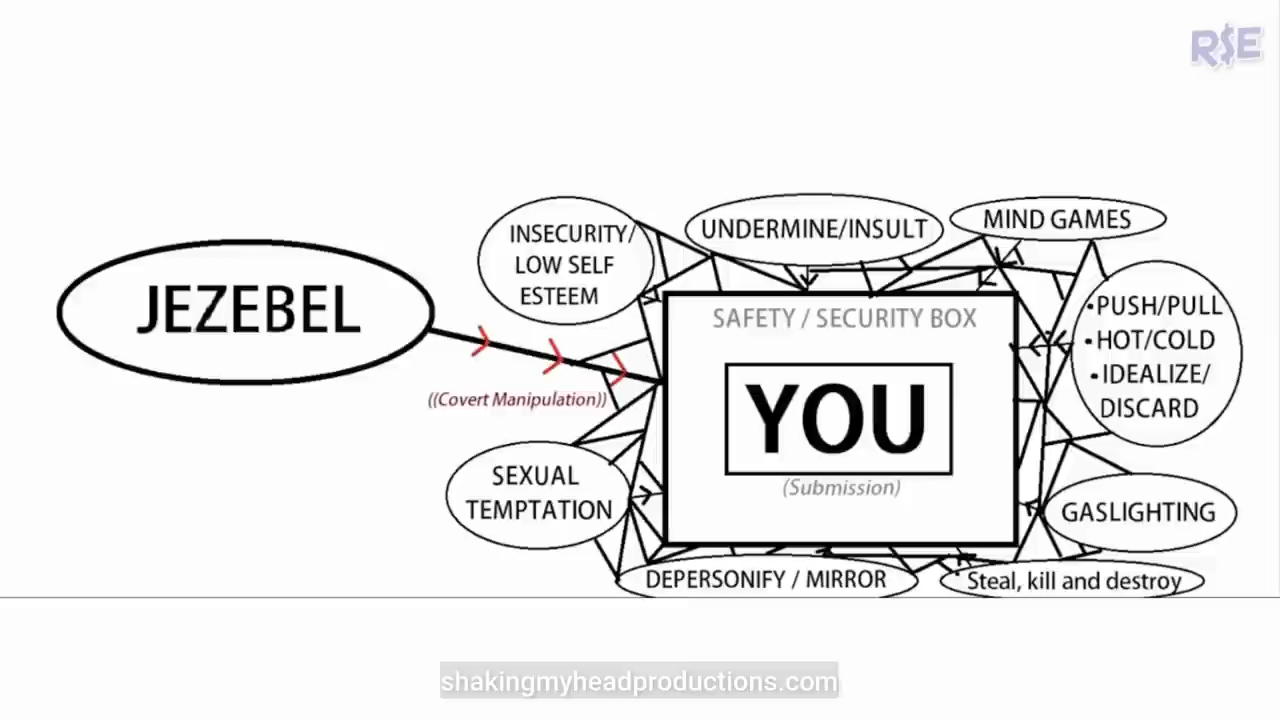 R$E
JEZEBEL
((Covert Manipulation))
INSECURITY/
LOW SELF
ESTEEM
UNDERMINE/INSULT
MIND GAMES
•PUSH/PULL
•HOT/COLD
•IDEALIZE/
DISCARD
SAFETY / SECURITY BOX
YOU
(Submission)
SEXUAL
TEMPTATION
GASLIGHTING
DEPERSONIFY / MIRROR
Steal, kill and destroy
shakingmyheadproductions.com